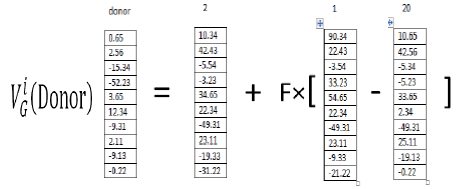 donor 2 1 20
0.65 10.34 90.34 10.65
2.56 42.43 22.43 42.56
-15.34 -5.54 -3.54 -5.34
-52.23 -3.23 33.23 -5.23
3.65 34.65 54.65 33.65
12.34 22.34 22.34 2.34
-9.31 -49.31 -49.31 -49.31
2.11 23.11 23.11 25.11
-9.13 -19.33 -9.33 -19.13
-0.22 -31.22 -21.22 -0.22
V_G^i(Donor) = + F×[ - ]